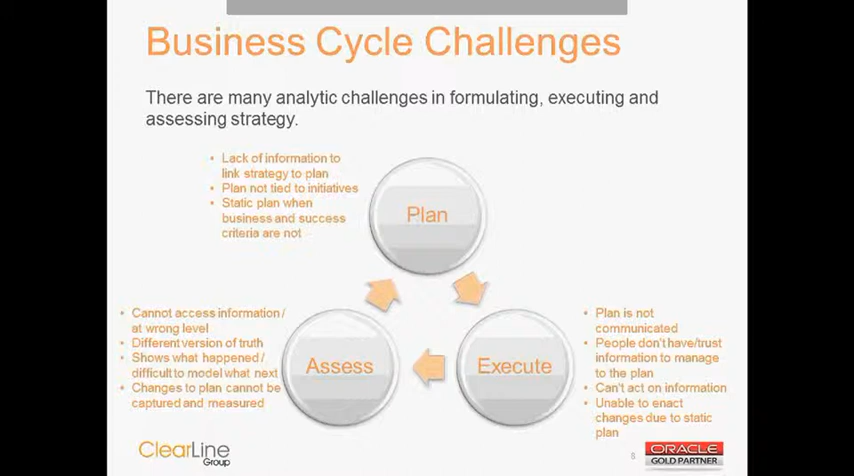 Business Cycle Challenges
There are many analytic challenges in formulating, executing and
assessing strategy.
• Lack of information to
link strategy to plan
• Plan not tied to initiatives
• Static plan when
business and success
criteria are not
Plan
• Cannot access information /
at wrong level
• Different version of truth
• Shows what happened /
difficult to model what next
• Changes to plan cannot be
captured and measured
Assess
Execute
• Plan is not
communicated
• People don't have/trust
information to manage
to the plan
• Can't act on information
• Unable to enact
changes due to static
plan
ClearLine
Group
ORACLE
GOLD PARTNER